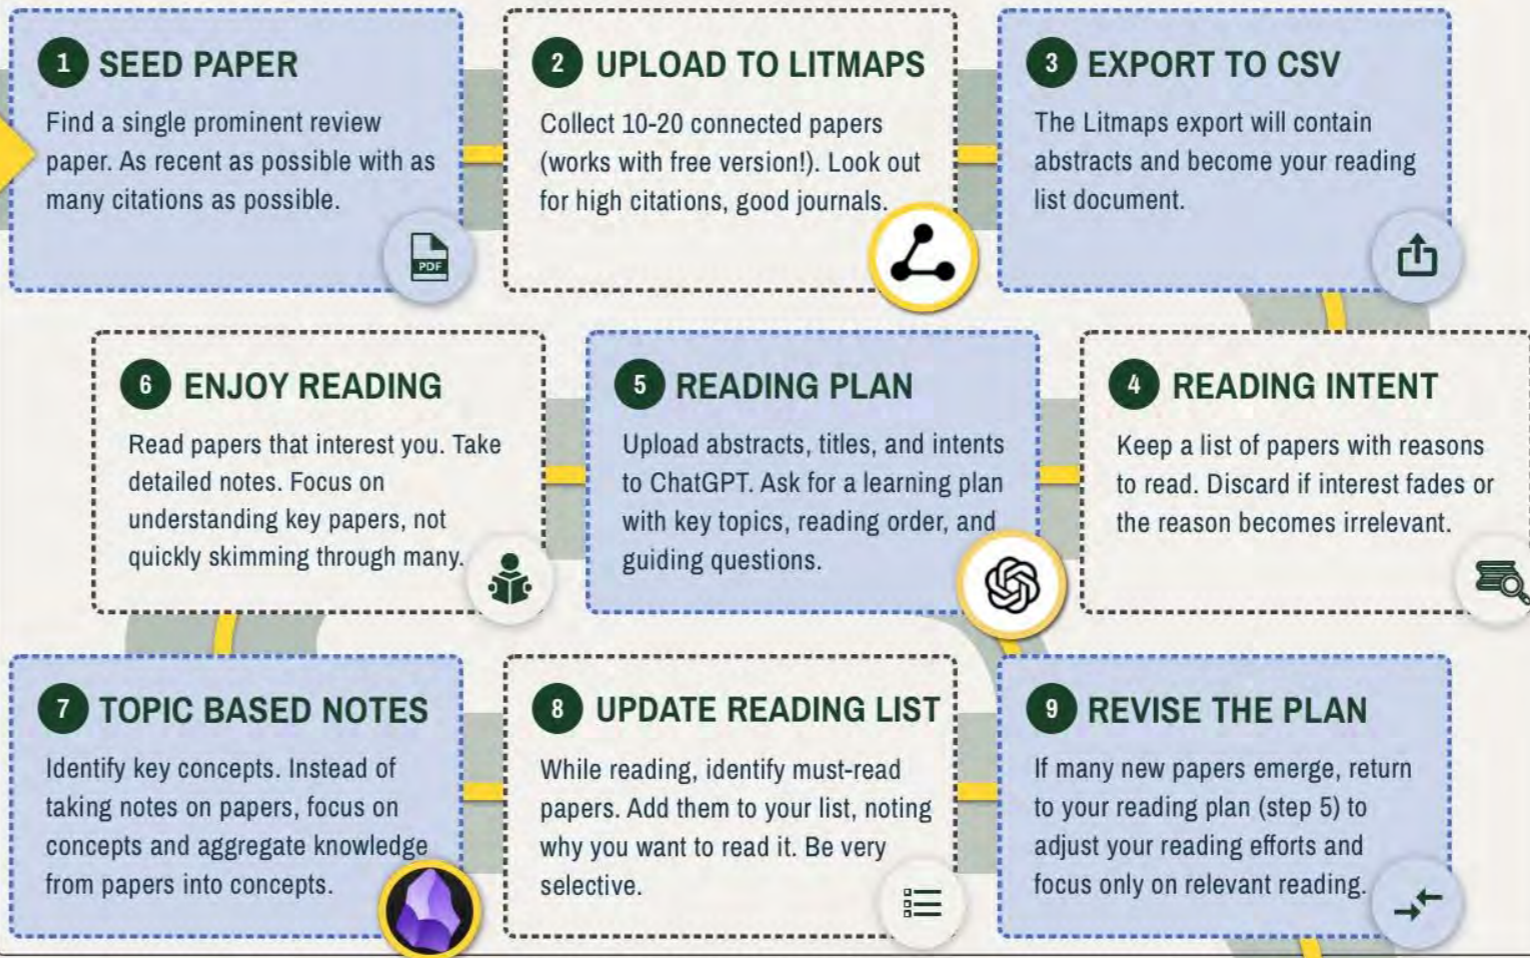 1 SEED PAPER
Find a single prominent review
paper. As recent as possible with as
many citations as possible.
PDF
2 UPLOAD TO LITMAPS
Collect 10-20 connected papers
(works with free version!). Look out
for high citations, good journals.
3 EXPORT TO CSV
The Litmaps export will contain
abstracts and become your reading
list document.
4 READING INTENT
Keep a list of papers with reasons
to read. Discard if interest fades or
the reason becomes irrelevant.
5 READING PLAN
Upload abstracts, titles, and intents
to ChatGPT. Ask for a learning plan
with key topics, reading order, and
guiding questions.
6 ENJOY READING
Read papers that interest you. Take
detailed notes. Focus on
understanding key papers, not
quickly skimming through many.
7 TOPIC BASED NOTES
Identify key concepts. Instead of
taking notes on papers, focus on
concepts and aggregate knowledge
from papers into concepts.
8 UPDATE READING LIST
While reading, identify must-read
papers. Add them to your list, noting
why you want to read it. Be very
selective.
9 REVISE THE PLAN
If many new papers emerge, return
to your reading plan (step 5) to
adjust your reading efforts and
focus only on relevant reading.